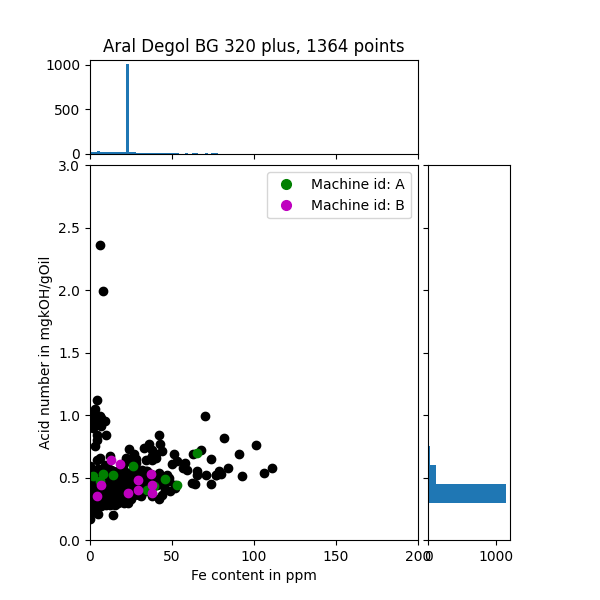 Aral Degol BG 320 plus, 1364 points
1000
500
0
3.0
2.5
2.0
1.5
1.0
0.5
0.0
Acid number in mgkOH/gOil
Machine id: A
Machine id: B
0 50 100 150 200
0 1000
Fe content in ppm